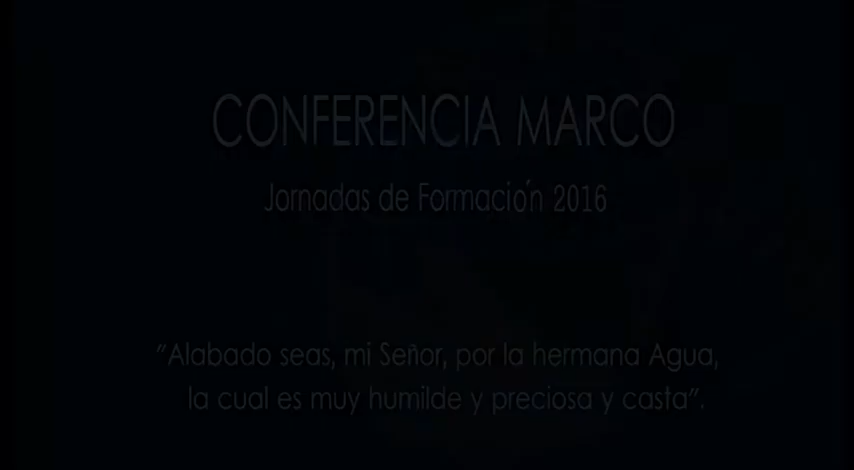 CONFERENCIA MARCO
Jornadas de Formación 2016
"Alabado seas, mi Señor, por la hermana Agua,
la cual es muy humilde y preciosa y casta".